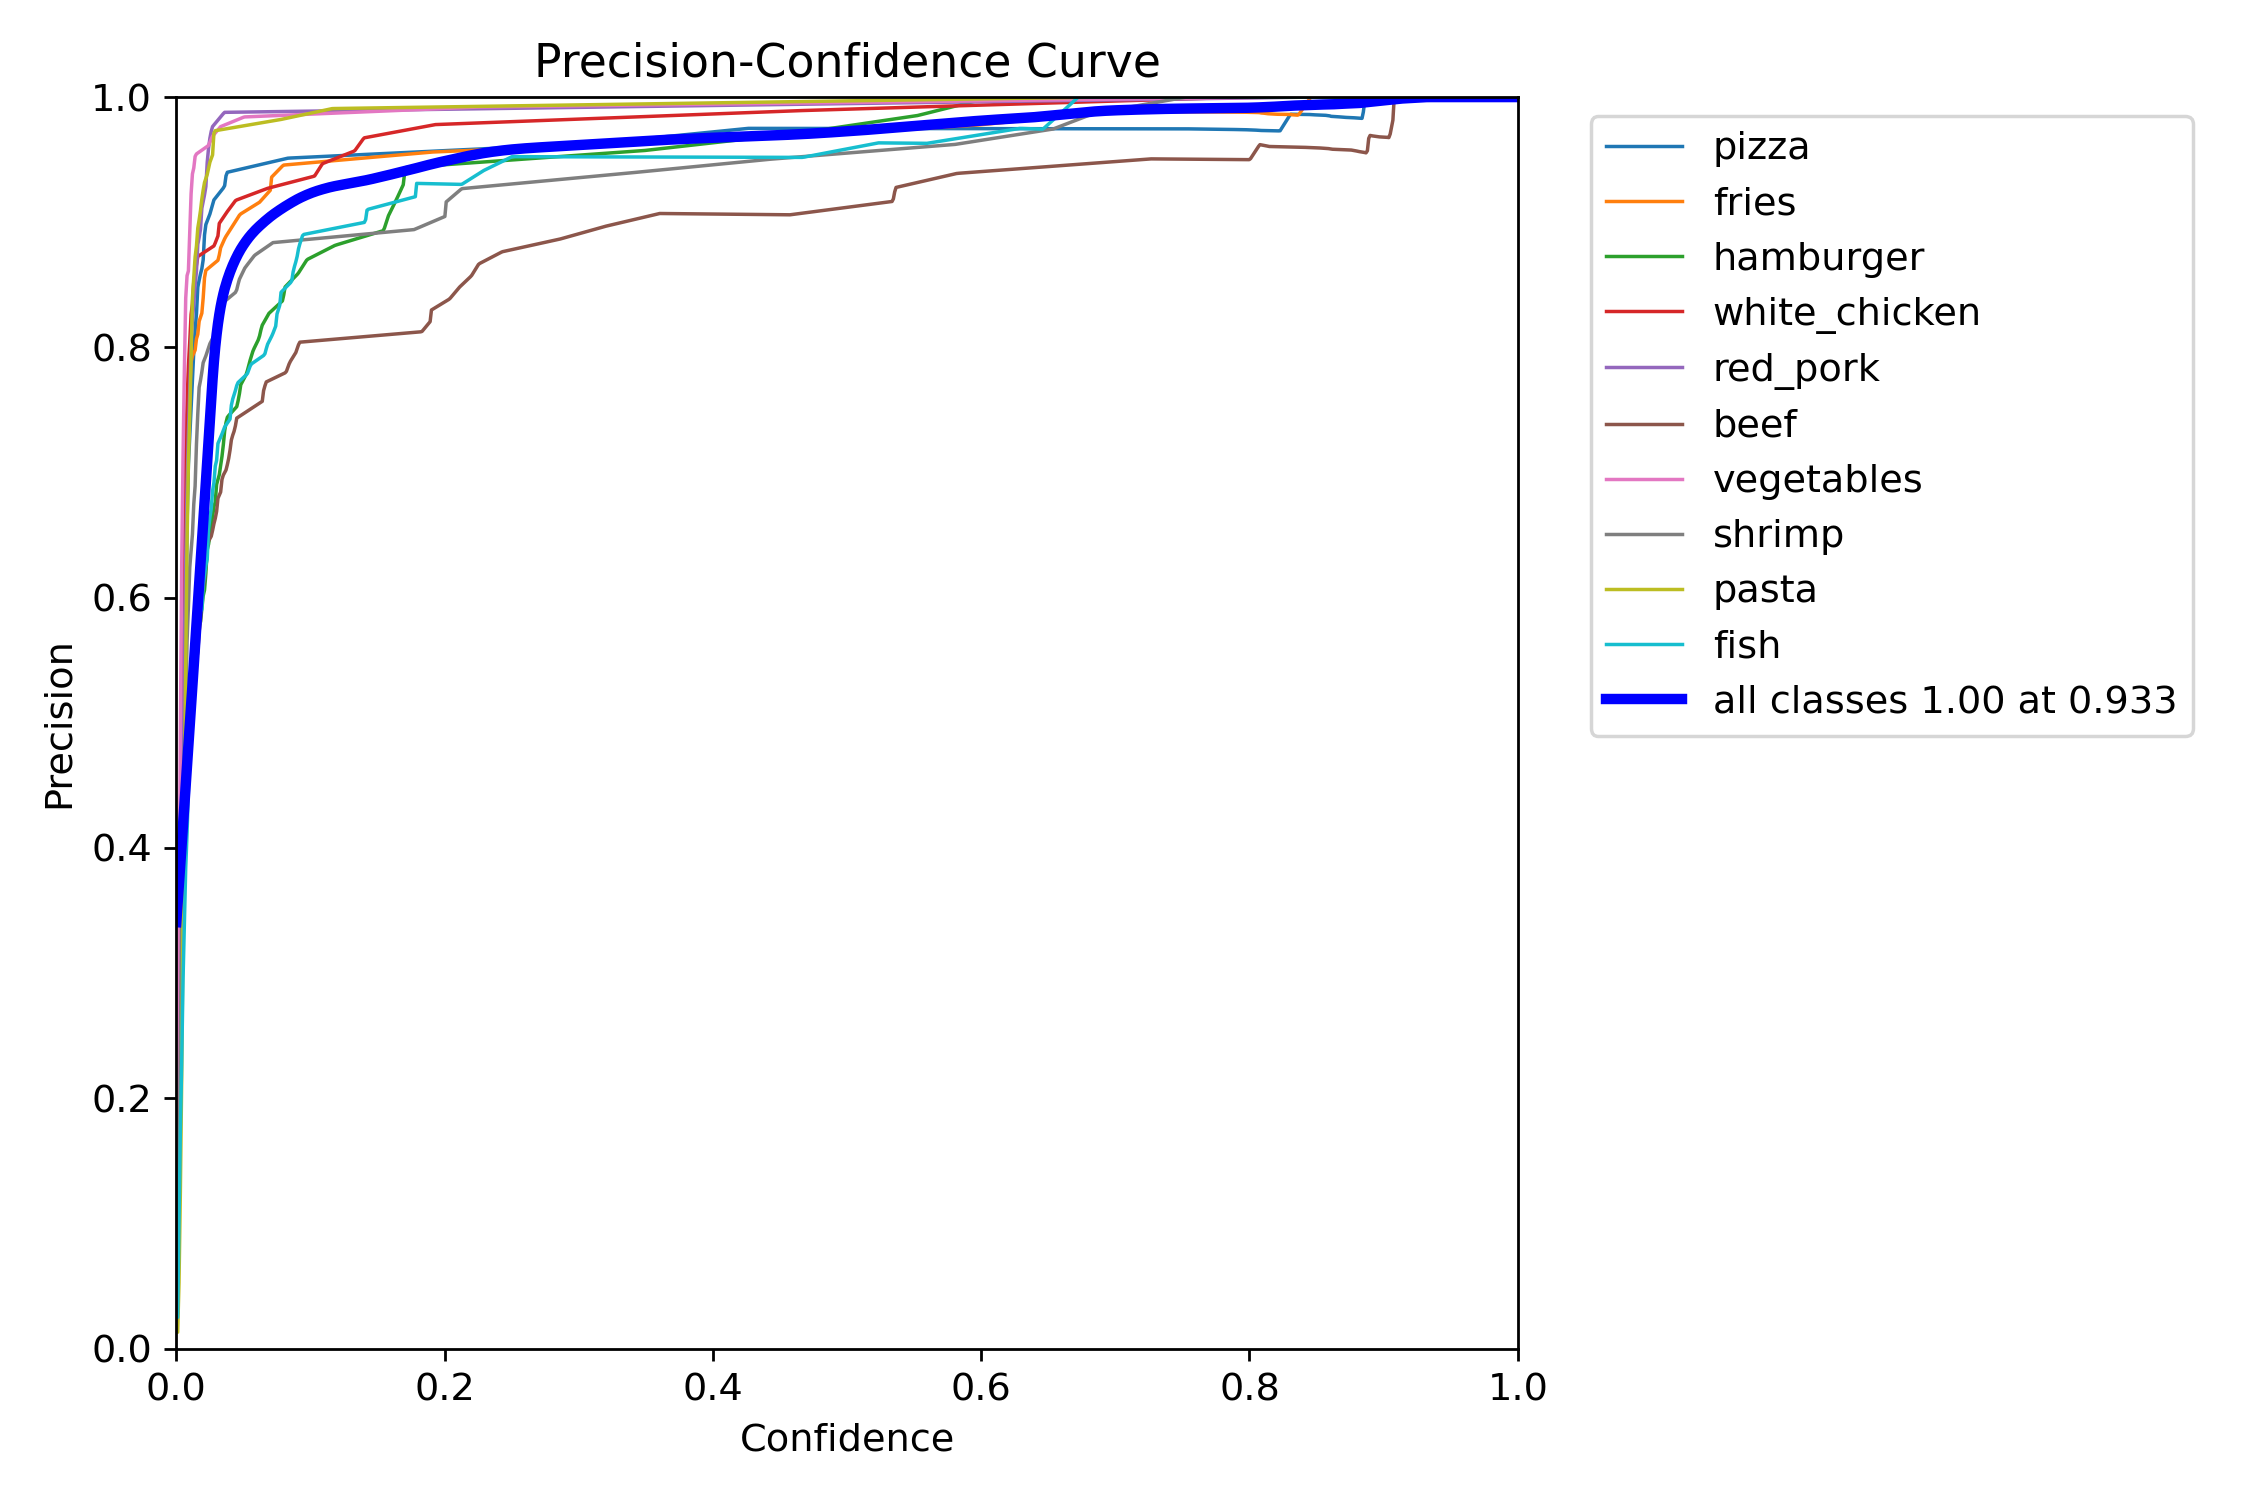 Precision-Confidence Curve
1.0
0.8
0.6
0.4
0.2
0.0
Precision
0.0 0.2 0.4 0.6 0.8 1.0
Confidence
pizza
fries
hamburger
white_chicken
red_pork
beef
vegetables
shrimp
pasta
fish
all classes 1.00 at 0.933